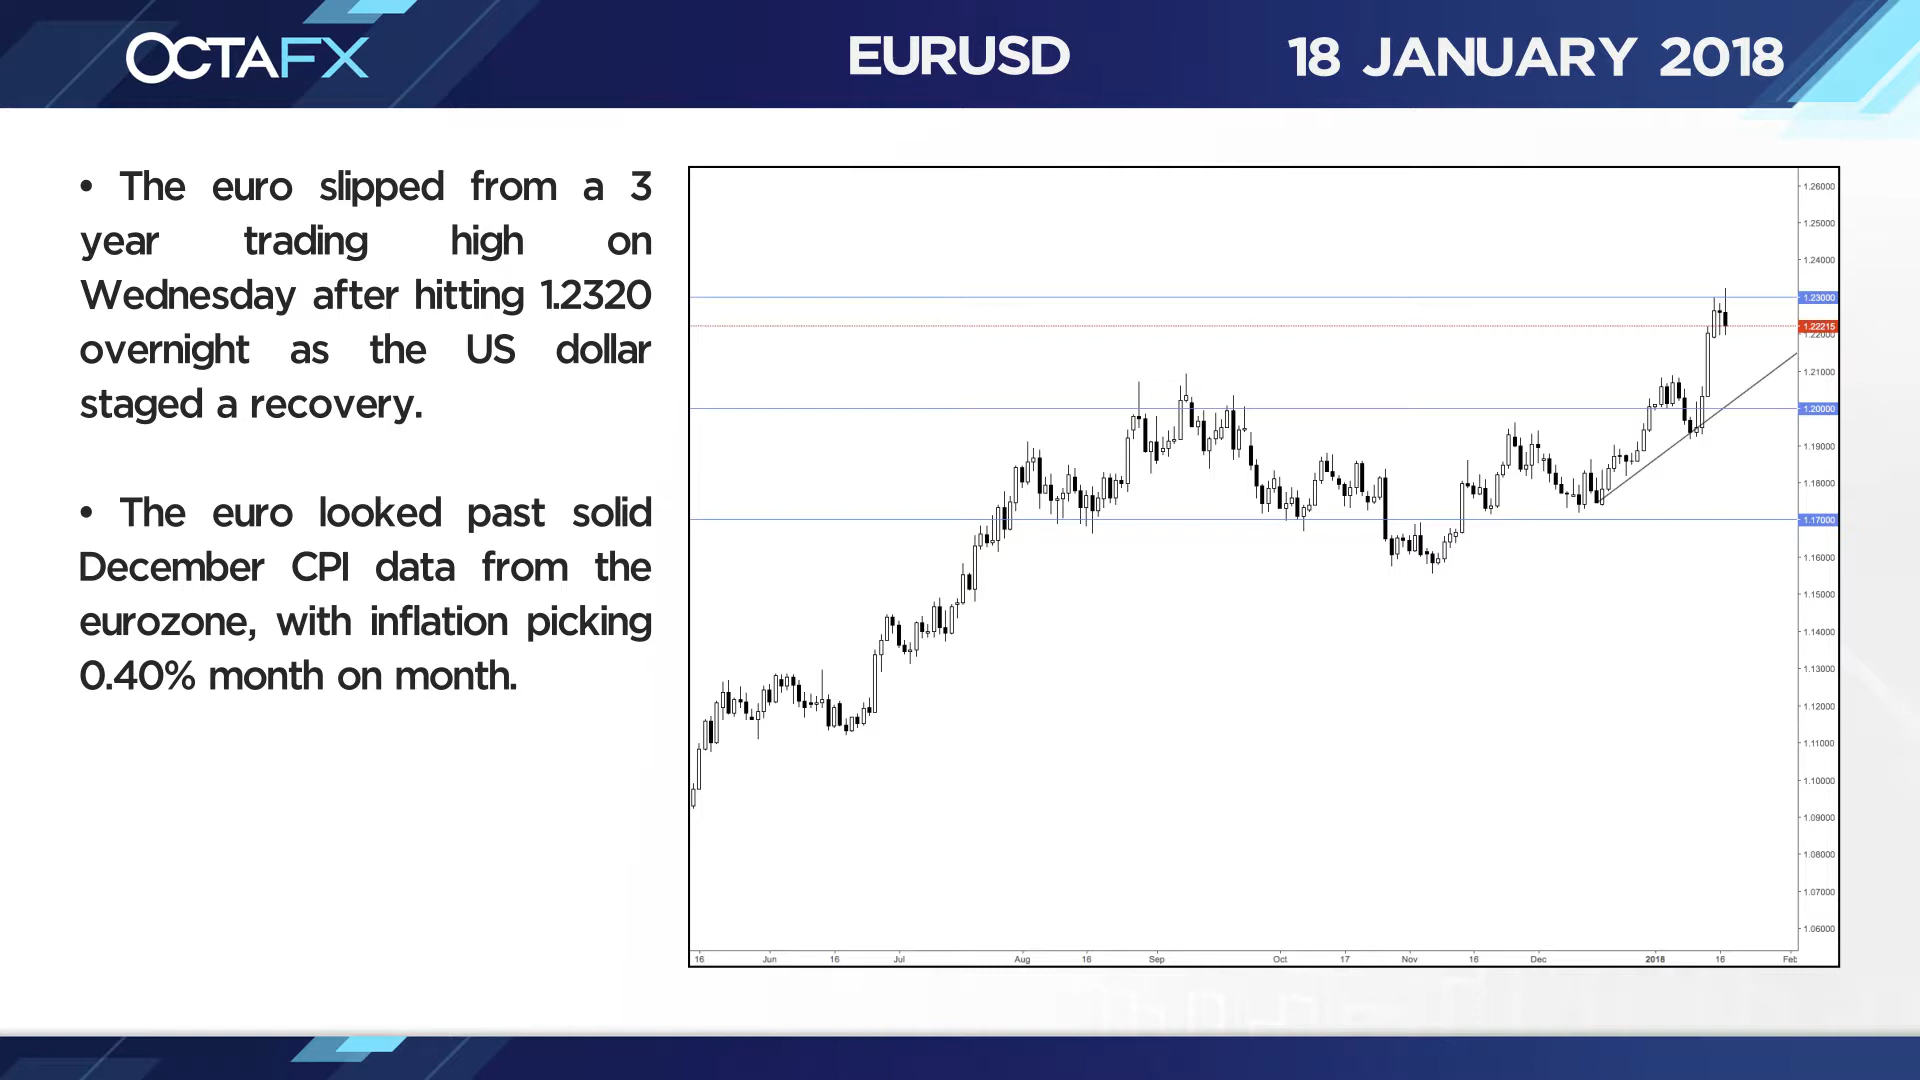 OCTAFX
EURUSD
18 JANUARY 2018
• The euro slipped from a 3
year trading high on
Wednesday after hitting 1.2320
overnight as the US dollar
staged a recovery.
• The euro looked past solid
December CPI data from the
eurozone, with inflation picking
0.40% month on month.
1.26000
1.25000
1.24000
1.23000
1.22215
1.22000
1.21000
1.20000
1.19000
1.18000
1.17000
1.16000
1.15000
1.14000
1.13000
1.12000
1.11000
1.10000
1.09000
1.08000
1.07000
1.06000
16 Jun 16 Jul Aug 16 Sep Oct 17 Nov 16 Dec 2018 16 Feb